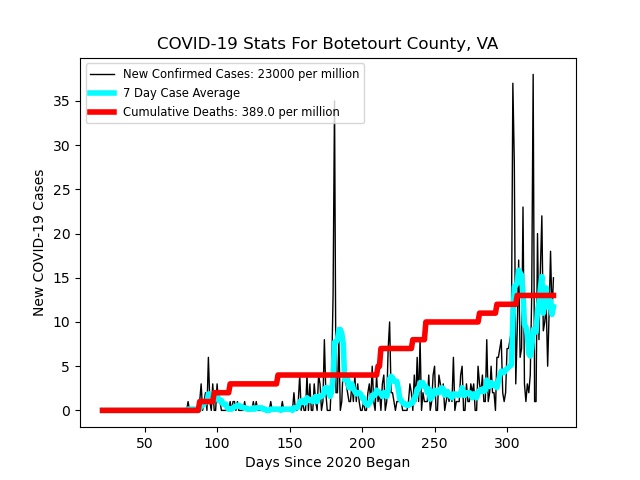 COVID-19 Stats For Botetourt County, VA
New Confirmed Cases: 23000 per million
7 Day Case Average
Cumulative Deaths: 389.0 per million
35
30
25
20
15
10
5
0
New COVID-19 Cases
50 100 150 200 250 300
Days Since 2020 Began